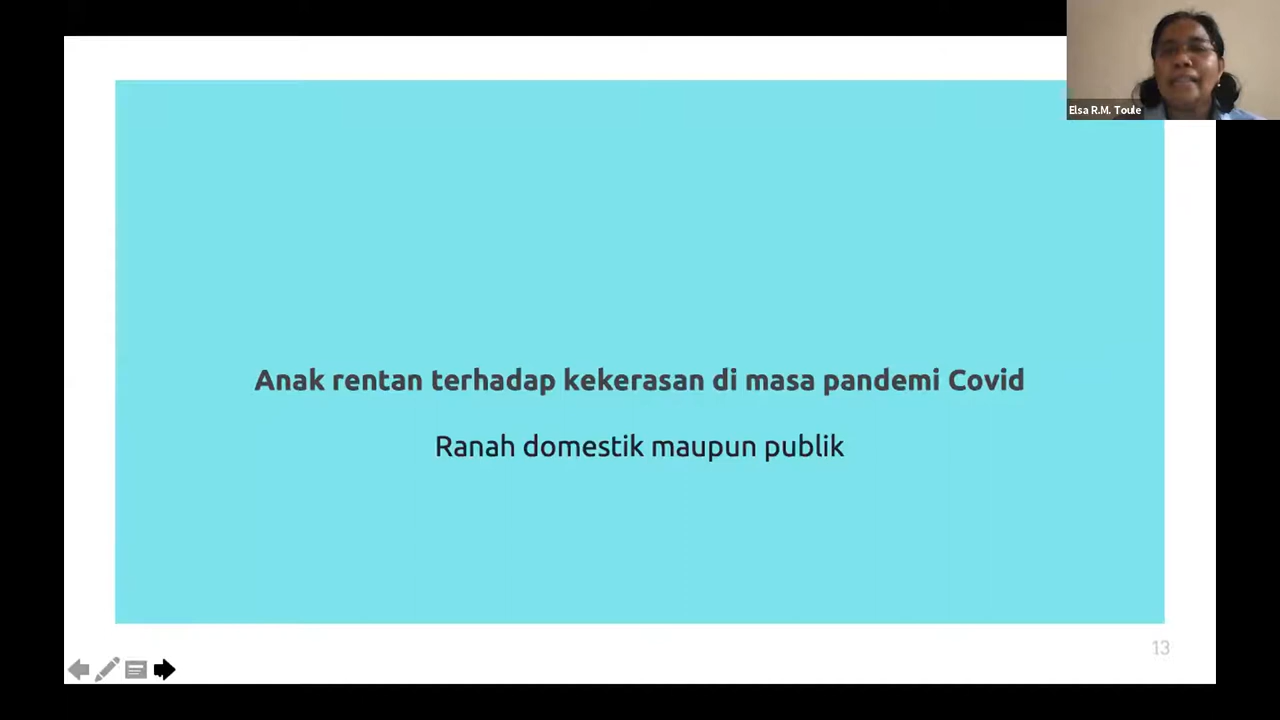 Elsa R.M. Toule
Anak rentan terhadap kekerasan di masa pandemi Covid
Ranah domestik maupun publik
13